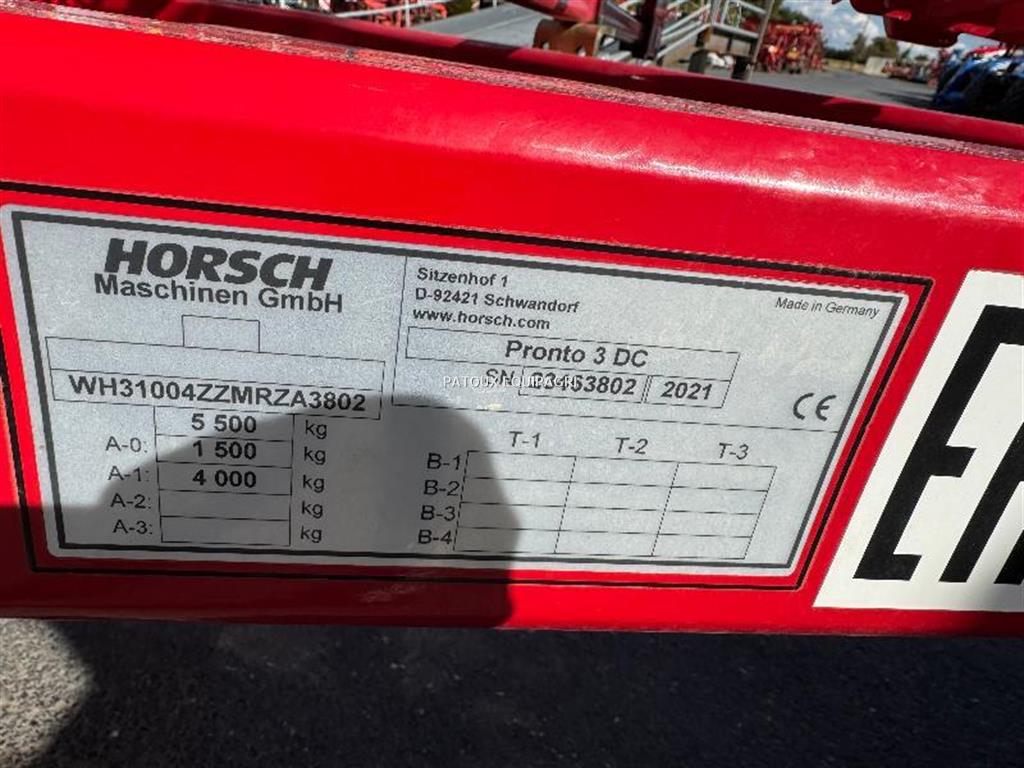 HORSCH
Maschinen GmbH
Sitzenhof 1
D-92421 Schwandorf
www.horsch.com
Made in Germany
Pronto 3 DC
SN 2021
PATOUX EQUIPAGRI
WH31004ZZMRZA3802
CE
5 500 kg
A-0: 1 500 kg
A-1: 4 000 kg
A-2: kg
A-3: kg
T-1 T-2 T-3
B-1
B-2
B-3
B-4